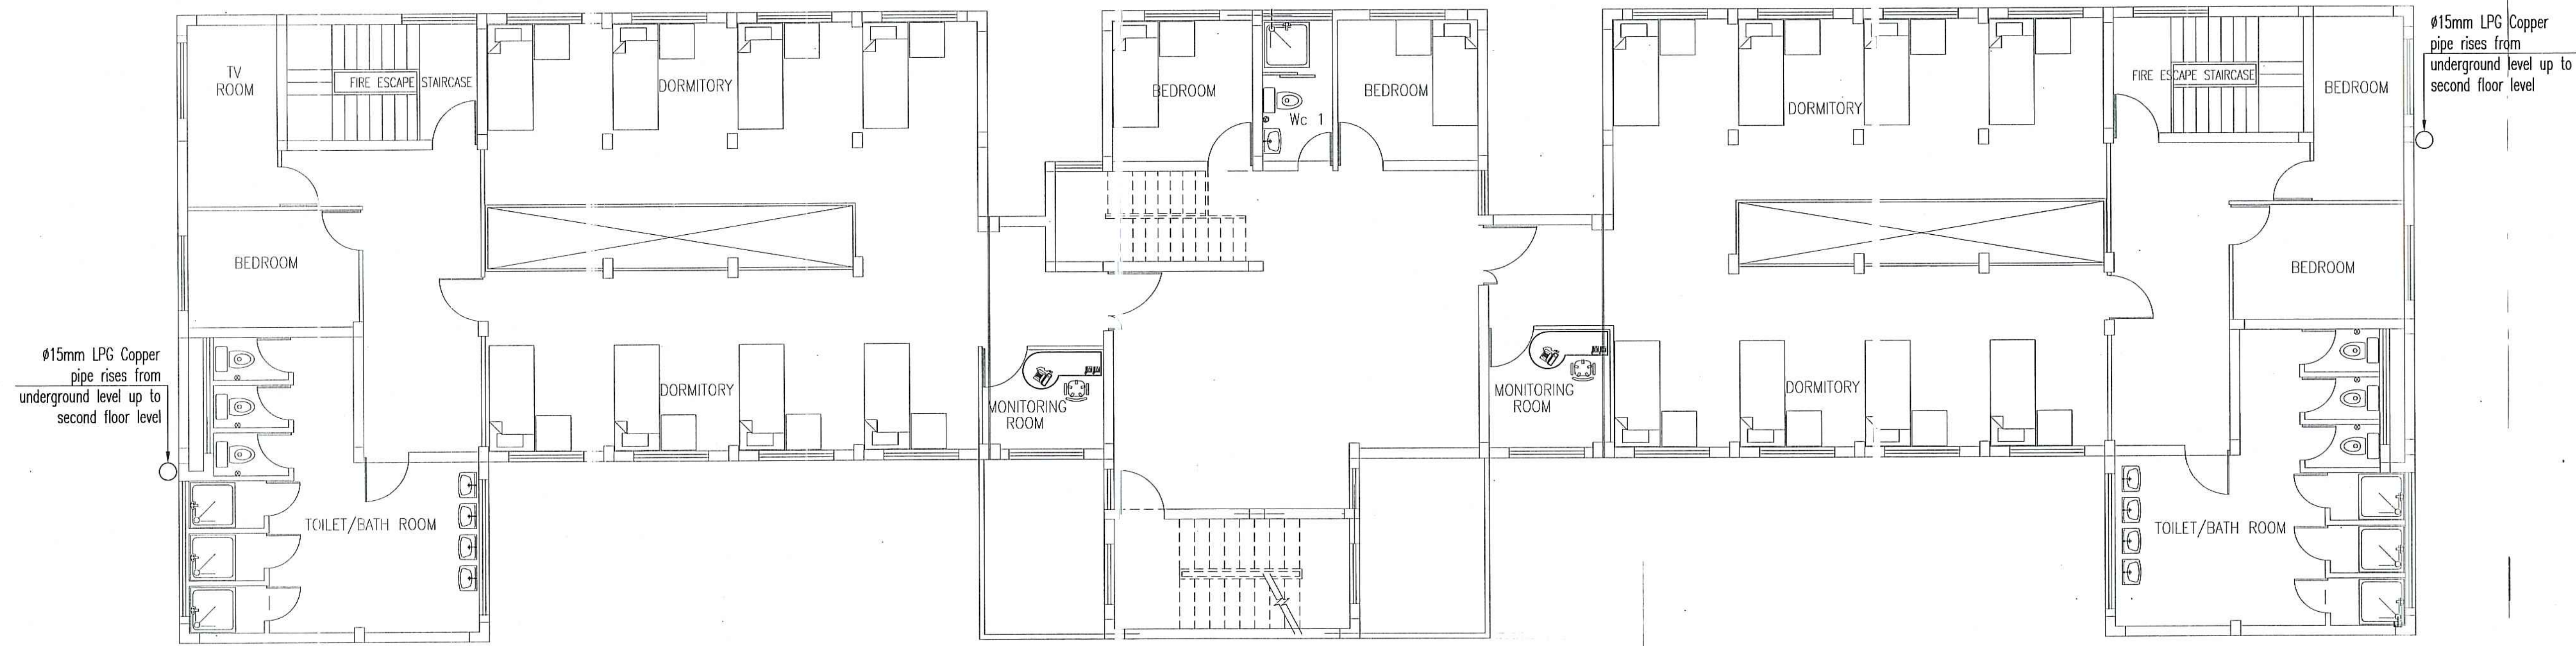 TV
ROOM
FIRE ESCAPE STAIRCASE
DORMITORY
BEDROOM
Wc 1
BEDROOM
DORMITORY
FIRE ESCAPE STAIRCASE
BEDROOM
Ø15mm LPG Copper
pipe rises from
underground level up to
second floor level
BEDROOM
BEDROOM
Ø15mm LPG Copper
pipe rises from
underground level up to
second floor level
DORMITORY
MONITORING
ROOM
MONITORING
ROOM
DORMITORY
TOILET/BATH ROOM
TOILET/BATH ROOM